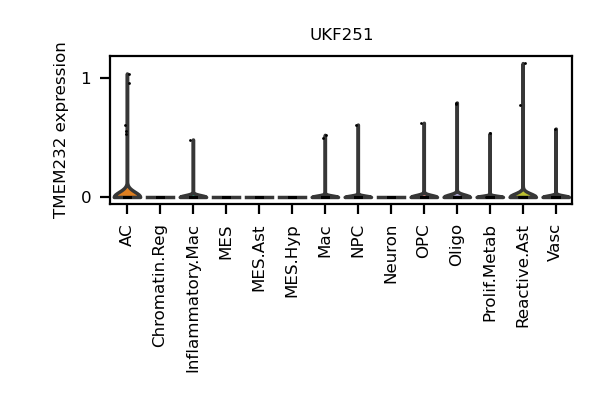 UKF251
TMEM232 expression
1
0
AC
Chromatin.Reg
Inflammatory.Mac
MES
MES.Ast
MES.Hyp
Mac
NPC
Neuron
OPC
Oligo
Prolif.Metab
Reactive.Ast
Vasc